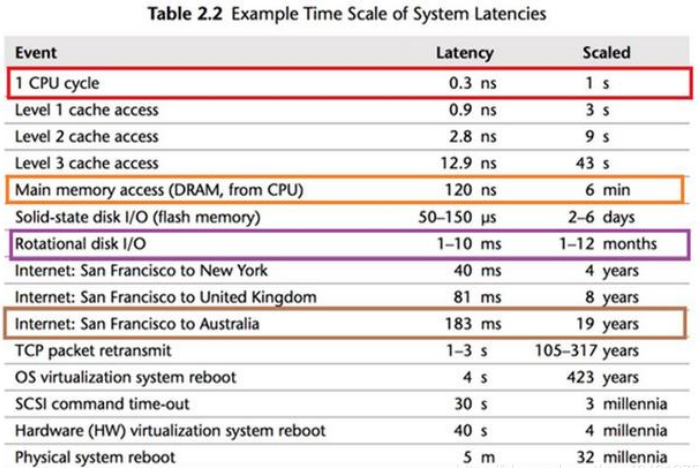 Table 2.2 Example Time Scale of System Latencies
Event Latency Scaled
1 CPU cycle 0.3 ns 1 s
Level 1 cache access 0.9 ns 3 s
Level 2 cache access 2.8 ns 9 s
Level 3 cache access 12.9 ns 43 s
Main memory access (DRAM, from CPU) 120 ns 6 min
Solid-state disk I/O (flash memory) 50–150 μs 2–6 days
Rotational disk I/O 1–10 ms 1–12 months
Internet: San Francisco to New York 40 ms 4 years
Internet: San Francisco to United Kingdom 81 ms 8 years
Internet: San Francisco to Australia 183 ms 19 years
TCP packet retransmit 1–3 s 105–317 years
OS virtualization system reboot 4 s 423 years
SCSI command time-out 30 s 3 millennia
Hardware (HW) virtualization system reboot 40 s 4 millennia
Physical system reboot 5 m 32 millennia